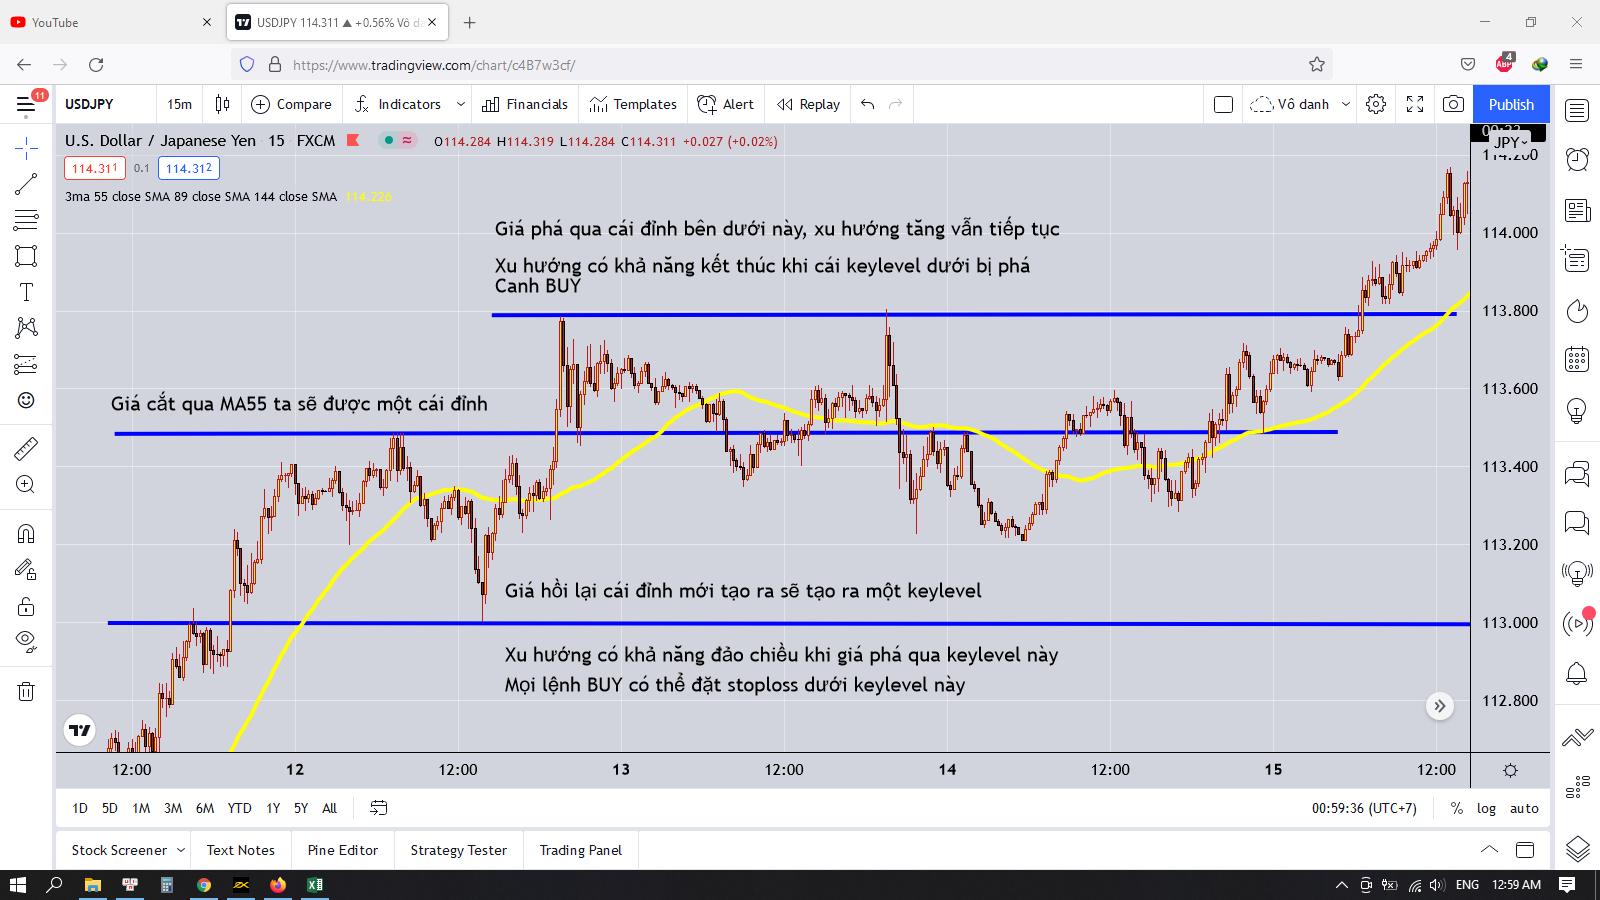 YouTube
USDJPY 114.311 ▲ +0.56% Vô da
https://www.tradingview.com/chart/c4B7w3cf/
4
ABP
11
USDJPY
15m
Compare
Indicators
Financials
Templates
Alert
Replay
Vô danh
Publish
U.S. Dollar / Japanese Yen · 15 · FXCM
O114.284 H114.319 L114.284 C114.311 +0.027 (+0.02%)
114.311
0.1
114.312
3ma 55 close SMA 89 close SMA 144 close SMA 114.226
JPY
114.200
Giá phá qua cái đỉnh bên dưới này, xu hướng tăng vẫn tiếp tục
114.000
Xu hướng có khả năng kết thúc khi cái keylevel dưới bị phá
Canh BUY
113.800
113.600
Giá cắt qua MA55 ta sẽ được một cái đỉnh
113.400
113.200
Giá hồi lại cái đỉnh mới tạo ra sẽ tạo ra một keylevel
113.000
Xu hướng có khả năng đảo chiều khi giá phá qua keylevel này
Mọi lệnh BUY có thể đặt stoploss dưới keylevel này
112.800
12:00 12 12:00 13 12:00 14 12:00 15 12:00
1D 5D 1M 3M 6M YTD 1Y 5Y All
00:59:36 (UTC+7)
% log auto
Stock Screener
Text Notes
Pine Editor
Strategy Tester
Trading Panel
ENG
12:59 AM